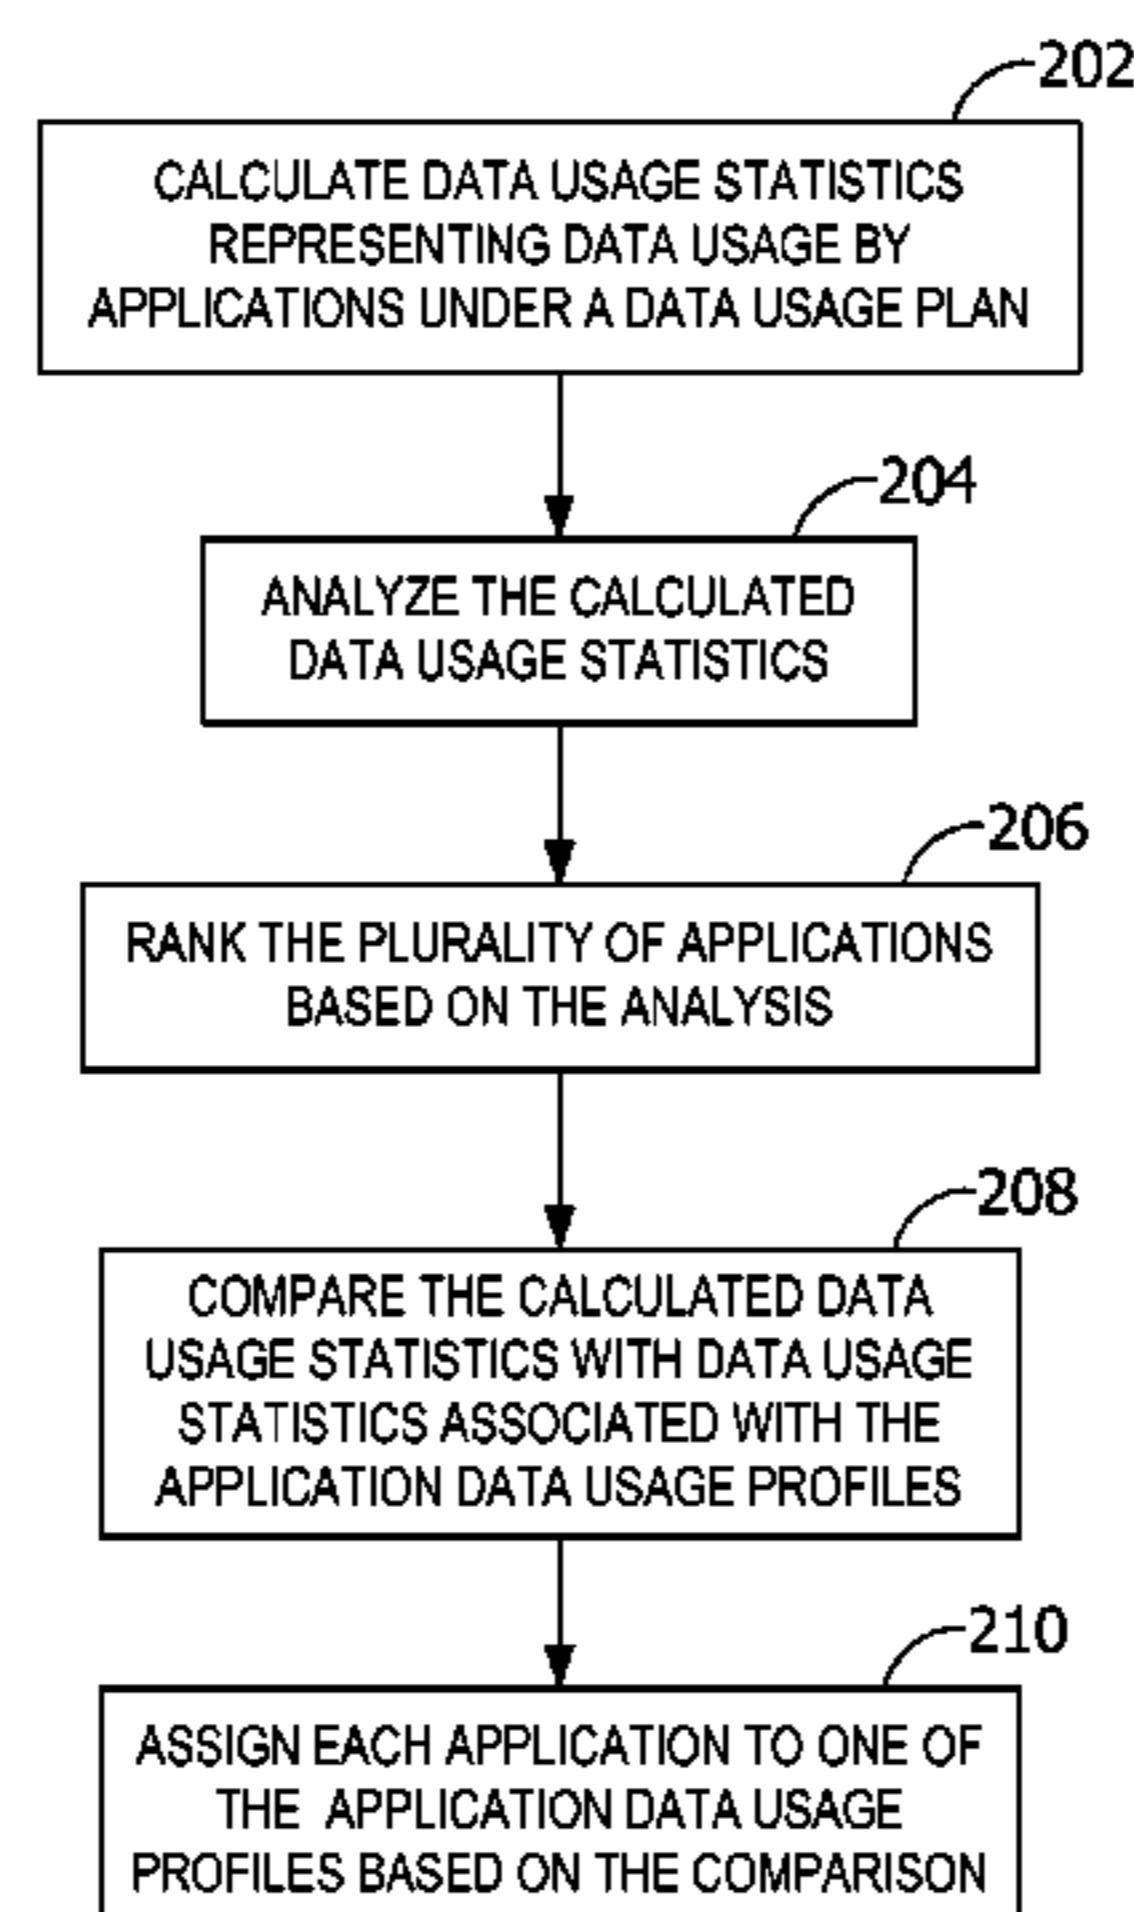 202
CALCULATE DATA USAGE STATISTICS
REPRESENTING DATA USAGE BY
APPLICATIONS UNDER A DATA USAGE PLAN
204
ANALYZE THE CALCULATED
DATA USAGE STATISTICS
206
RANK THE PLURALITY OF APPLICATIONS
BASED ON THE ANALYSIS
208
COMPARE THE CALCULATED DATA
USAGE STATISTICS WITH DATA USAGE
STATISTICS ASSOCIATED WITH THE
APPLICATION DATA USAGE PROFILES
210
ASSIGN EACH APPLICATION TO ONE OF
THE APPLICATION DATA USAGE
PROFILES BASED ON THE COMPARISON